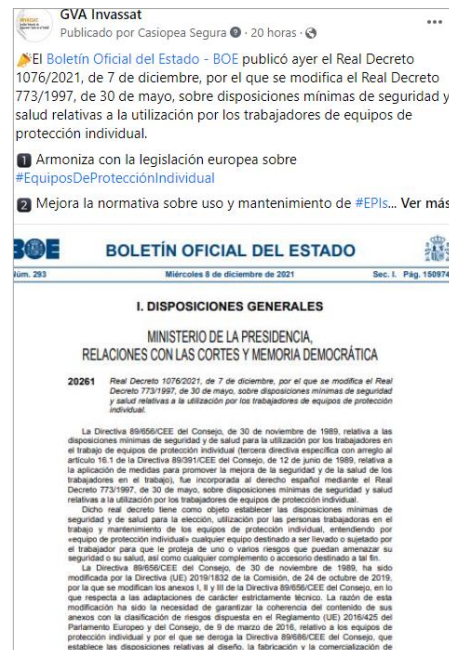 GVA Invassat
Publicado por Casiopea Segura · 20 horas ·
El Boletín Oficial del Estado - BOE publicó ayer el Real Decreto
1076/2021, de 7 de diciembre, por el que se modifica el Real Decreto
773/1997, de 30 de mayo, sobre disposiciones mínimas de seguridad y
salud relativas a la utilización por los trabajadores de equipos de
protección individual.
1 Armoniza con la legislación europea sobre
#EquiposDeProtecciónIndividual
2 Mejora la normativa sobre uso y mantenimiento de #EPIs... Ver más
BOE BOLETÍN OFICIAL DEL ESTADO
Núm. 293 Miércoles 8 de diciembre de 2021 Sec. I. Pág. 150974
I. DISPOSICIONES GENERALES
MINISTERIO DE LA PRESIDENCIA,
RELACIONES CON LAS CORTES Y MEMORIA DEMOCRÁTICA
20261 Real Decreto 1076/2021, de 7 de diciembre, por el que se modifica el Real
Decreto 773/1997, de 30 de mayo, sobre disposiciones mínimas de seguridad
y salud relativas a la utilización por los trabajadores de equipos de protección
individual.
La Directiva 89/656/CEE del Consejo, de 30 de noviembre de 1989, relativa a las
disposiciones mínimas de seguridad y de salud para la utilización por los trabajadores en
el trabajo de equipos de protección individual (tercera directiva específica con arreglo al
artículo 16.1 de la Directiva 89/391/CEE del Consejo, de 12 de junio de 1989, relativa a
la aplicación de medidas para promover la mejora de la seguridad y de la salud de los
trabajadores en el trabajo), fue incorporada al derecho español mediante el Real
Decreto 773/1997, de 30 de mayo, sobre disposiciones mínimas de seguridad y salud
relativas a la utilización por los trabajadores de equipos de protección individual.
Dicho real decreto tiene como objeto establecer las disposiciones mínimas de
seguridad y de salud para la elección, utilización por las personas trabajadoras en el
trabajo y mantenimiento de los equipos de protección individual, entendiendo por
«equipo de protección individual» cualquier equipo destinado a ser llevado o sujetado por
el trabajador para que le proteja de uno o varios riesgos que puedan amenazar su
seguridad o su salud, así como cualquier complemento o accesorio destinado a tal fin.
La Directiva 89/656/CEE del Consejo, de 30 de noviembre de 1989, ha sido
modificada por la Directiva (UE) 2019/1832 de la Comisión, de 24 de octubre de 2019,
por la que se modifican los anexos I, II y III de la Directiva 89/656/CEE del Consejo, en lo
que respecta a las adaptaciones de carácter estrictamente técnico. La razón de esta
modificación ha sido la necesidad de garantizar la coherencia del contenido de sus
anexos con la clasificación de riesgos dispuesta en el Reglamento (UE) 2016/425 del
Parlamento Europeo y del Consejo, de 9 de marzo de 2016, relativo a los equipos de
protección individual y por el que se deroga la Directiva 89/686/CEE del Consejo, que
establece las disposiciones relativas al diseño, la fabricación y la comercialización de